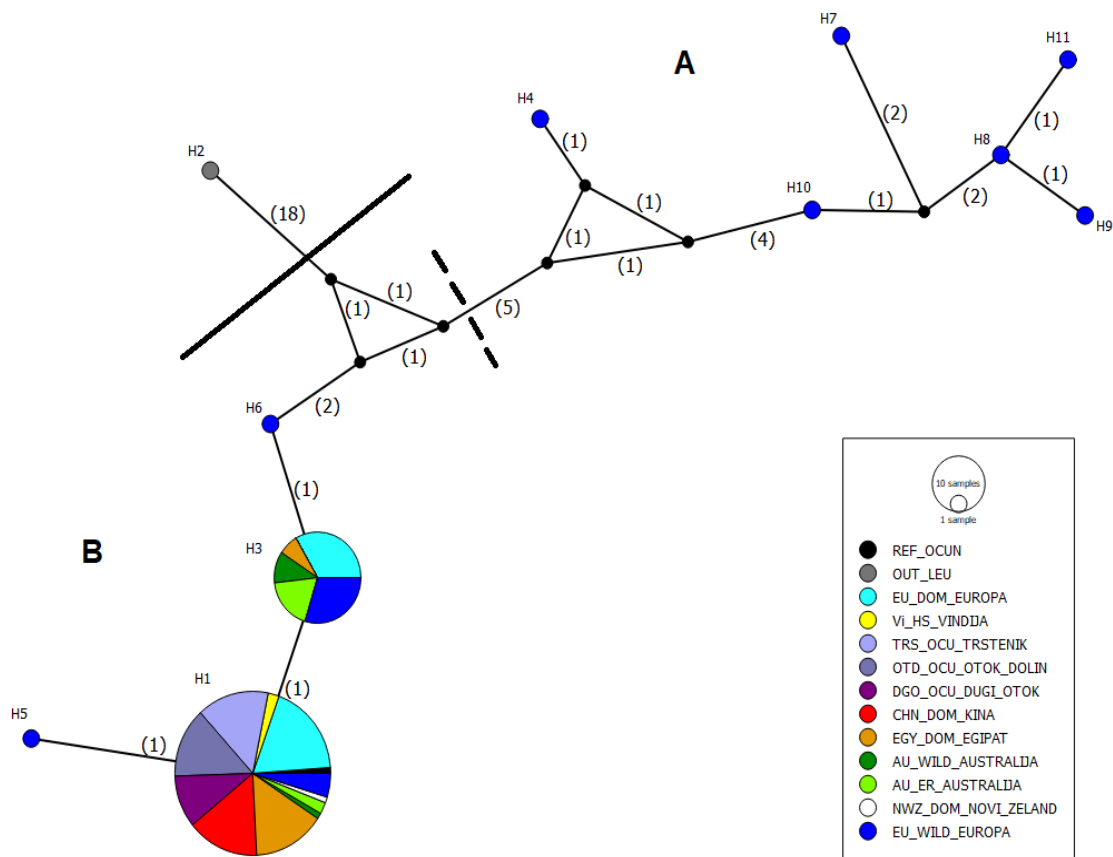 H7
H11
A
H4
(2)
(1)
H2
(1)
H8
(18)
H10
(1)
(1)
(1)
(2)
H9
(1)
(4)
(1)
(1)
(1)
(5)
(1)
H6
(2)
(1)
B
H3
10 samples
1 sample
REF_OCUN
OUT_LEU
EU_DOM_EUROPA
Vi_HS_VINDIJA
TRS_OCU_TRSTENIK
OTD_OCU_OTOK_DOLIN
DGO_OCU_DUGI_OTOK
CHN_DOM_KINA
EGY_DOM_EGIPAT
AU_WILD_AUSTRALIJA
AU_ER_AUSTRALIJA
NWZ_DOM_NOVI_ZELAND
EU_WILD_EUROPA
H1
(1)
H5
(1)